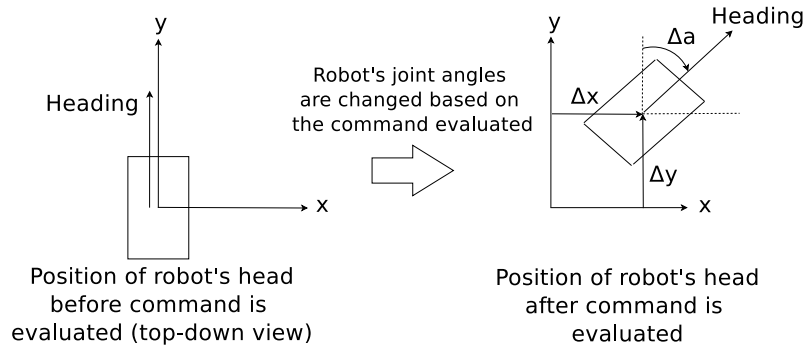 y
Heading
x
Position of robot's head
before command is
evaluated (top-down view)
Robot's joint angles
are changed based on
the command evaluated
y
Δa
Heading
Δx
Δy
x
Position of robot's head
after command is
evaluated